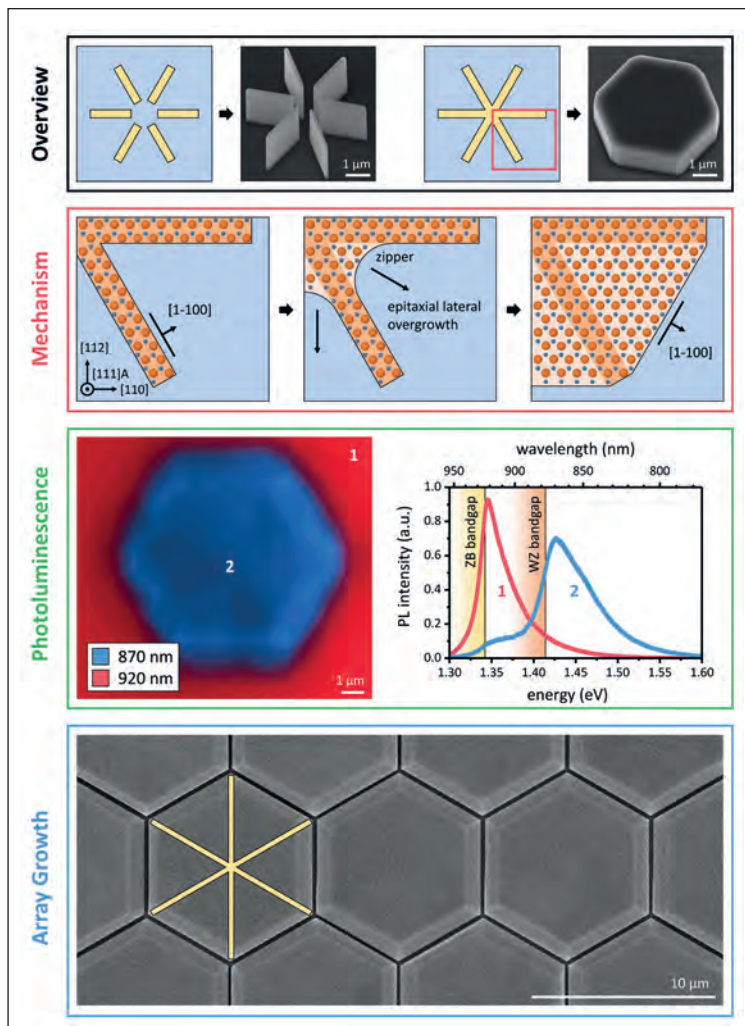 Overview
1 µm
1 µm
Mechanism
[1-100]
[112]
[111]A
[110]
zipper
epitaxial lateral
overgrowth
[1-100]
Photoluminescence
1
2
870 nm
920 nm
1 µm
wavelength (nm)
950 900 850 800
PL intensity (a.u.)
1.0
0.8
0.6
0.4
0.2
0.0
ZB bandgap
WZ bandgap
1
2
1.30 1.35 1.40 1.45 1.50 1.55 1.60
energy (eV)
Array Growth
10 µm